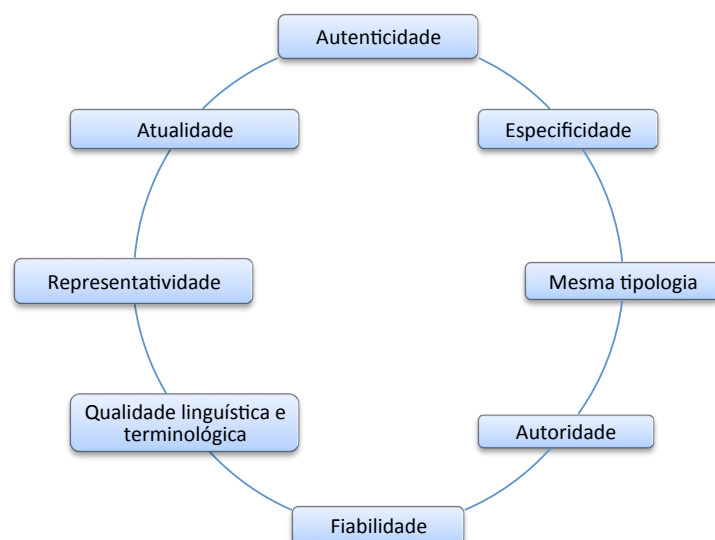 Autenticidade
Atualidade
Especificidade
Representatividade
Mesma tipologia
Qualidade linguística e
terminológica
Autoridade
Fiabilidade